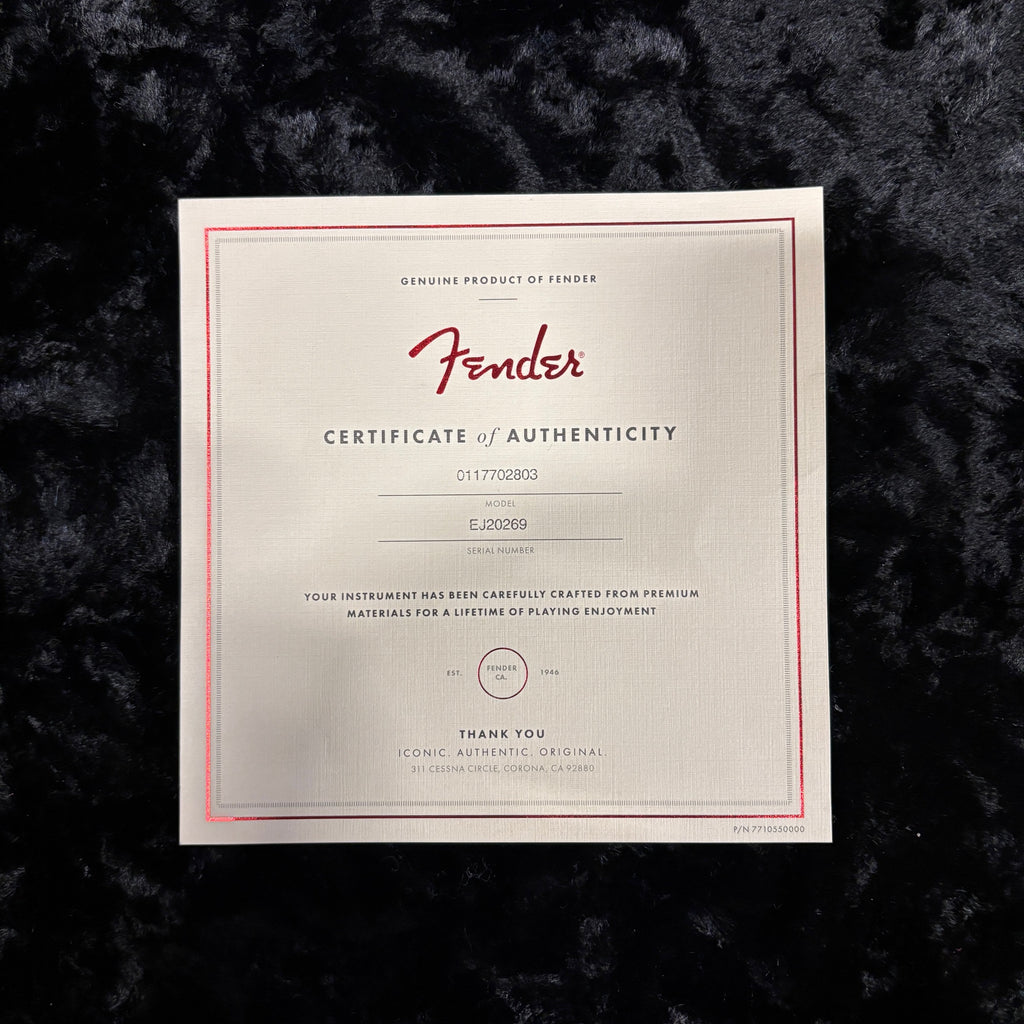 GENUINE PRODUCT OF FENDER
Fender®
CERTIFICATE of AUTHENTICITY
0117702803
MODEL
EJ20269
SERIAL NUMBER
YOUR INSTRUMENT HAS BEEN CAREFULLY CRAFTED FROM PREMIUM
MATERIALS FOR A LIFETIME OF PLAYING ENJOYMENT
EST. FENDER CA. 1946
THANK YOU
ICONIC. AUTHENTIC. ORIGINAL.
311 CESSNA CIRCLE, CORONA, CA 92880
P/N 7710550000